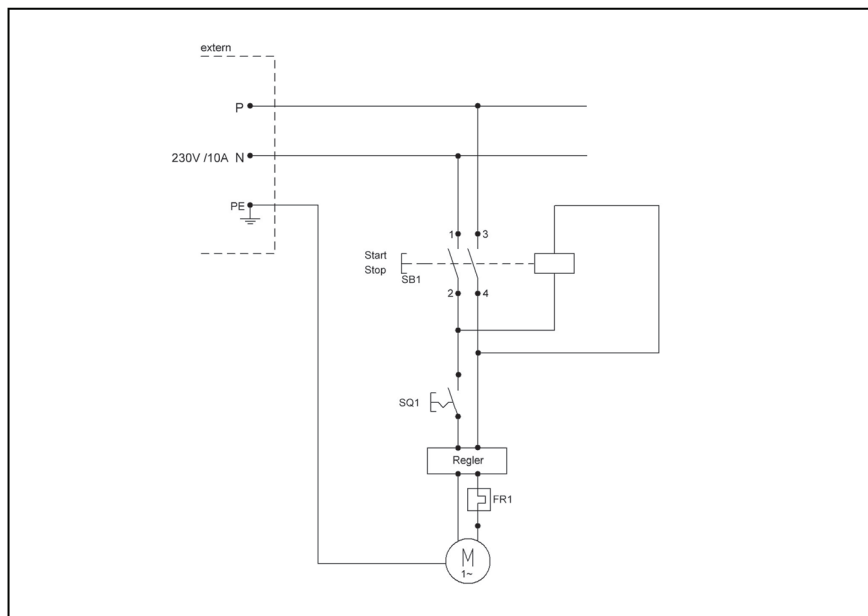 extern
P
230V /10A N
PE
1 3
Start
Stop
SB1
2 4
SQ1
Regler
FR1
M
1~